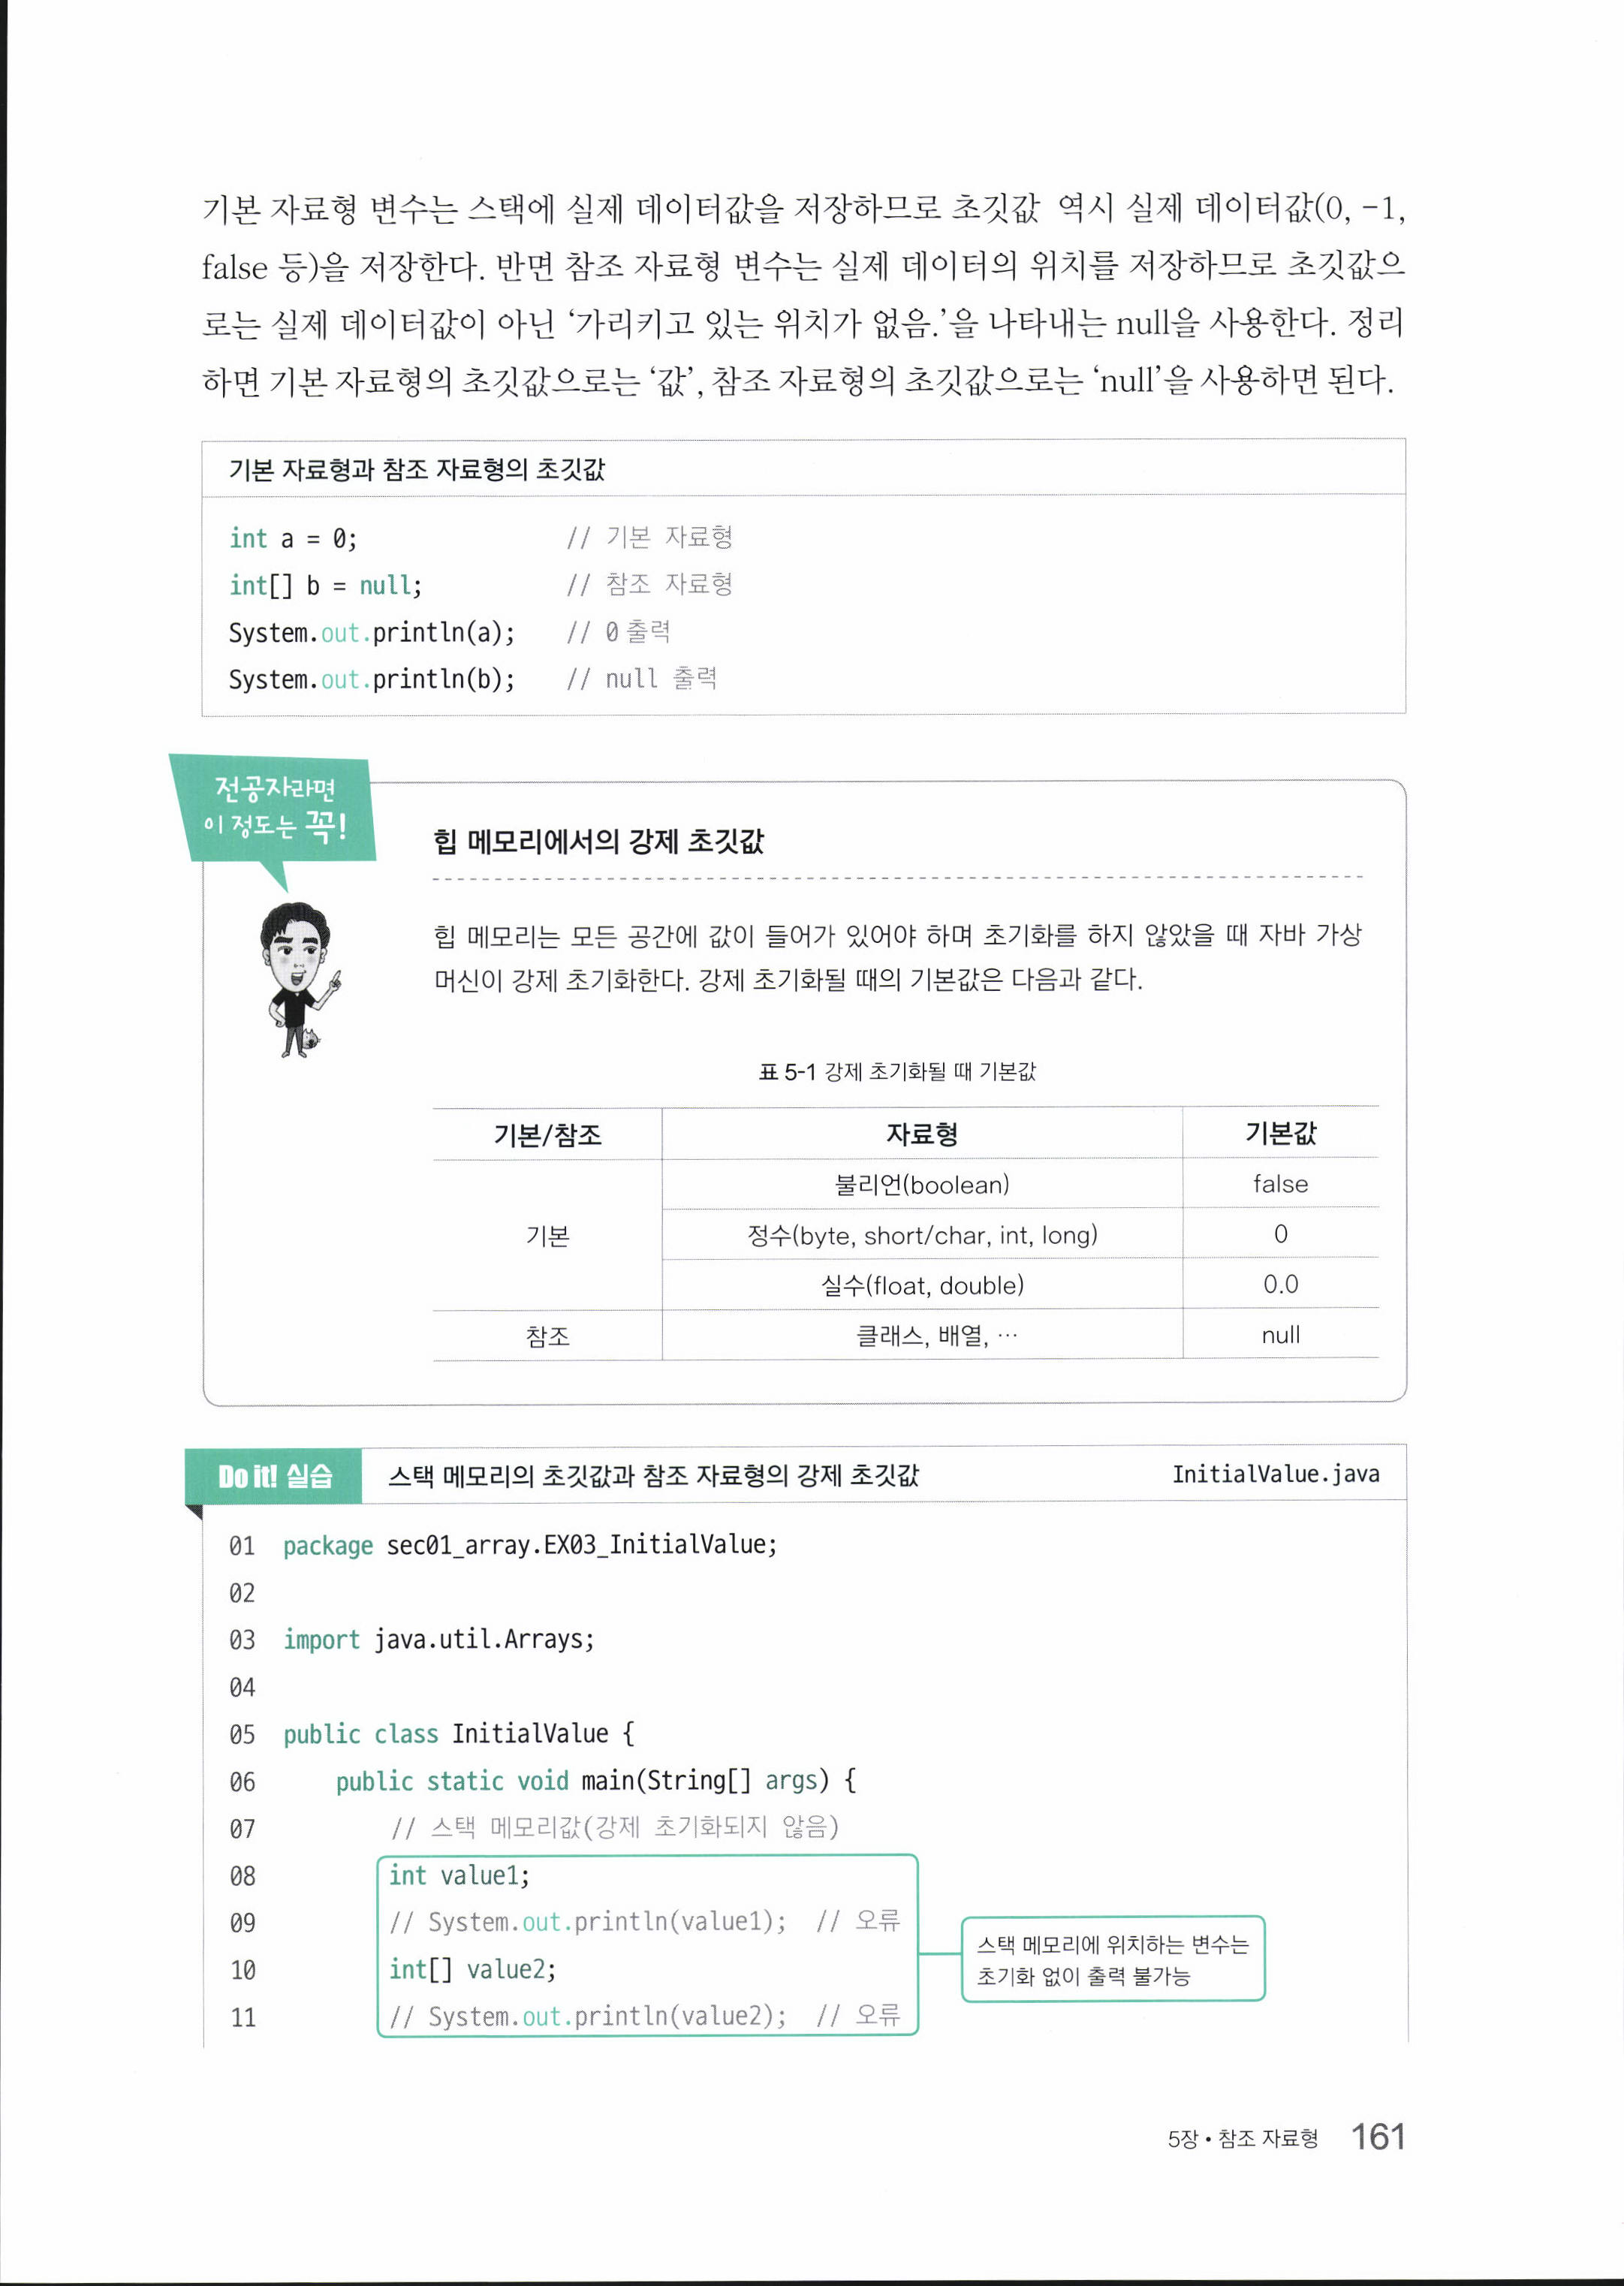 기본 자료형 변수는 스택에 실제 데이터값을 저장하므로 초깃값 역시 실제 데이터값(0, -1,
false 등)을 저장한다. 반면 참조 자료형 변수는 실제 데이터의 위치를 저장하므로 초깃값으
로는 실제 데이터값이 아닌 ‘가리키고 있는 위치가 없음.’을 나타내는 null을 사용한다. 정리
하면 기본 자료형의 초깃값으로는 ‘값’, 참조 자료형의 초깃값으로는 ‘null’을 사용하면 된다.
기본 자료형과 참조 자료형의 초깃값
int a = 0; // 기본 자료형
int[] b = null; // 참조 자료형
System.out.println(a); // 0 출력
System.out.println(b); // null 출력
전공자라면
이 정도는 꼭!
힙 메모리에서의 강제 초깃값
힙 메모리는 모든 공간에 값이 들어가 있어야 하며 초기화를 하지 않았을 때 자바 가상
머신이 강제 초기화한다. 강제 초기화될 때의 기본값은 다음과 같다.
표 5-1 강제 초기화될 때 기본값
기본/참조 자료형 기본값
불리언(boolean) false
기본 정수(byte, short/char, int, long) 0
실수(float, double) 0.0
참조 클래스, 배열, … null
Do it! 실습 스택 메모리의 초깃값과 참조 자료형의 강제 초깃값 InitialValue.java
01 package sec01_array.EX03_InitialValue;
02
03 import java.util.Arrays;
04
05 public class InitialValue {
06 public static void main(String[] args) {
07 // 스택 메모리값(강제 초기화되지 않음)
08 int value1;
09 // System.out.println(value1); // 오류
10 int[] value2;
11 // System.out.println(value2); // 오류
스택 메모리에 위치하는 변수는
초기화 없이 출력 불가능
5장 • 참조 자료형 161